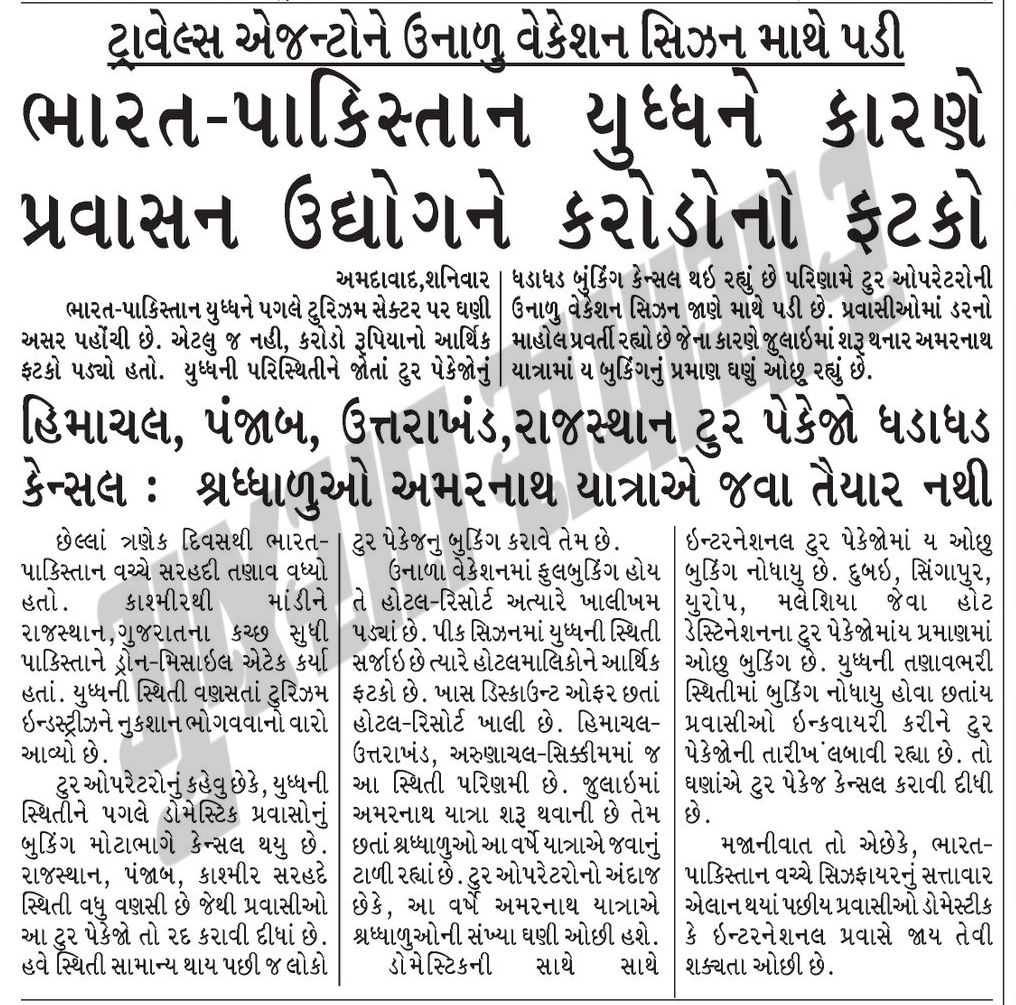 ટ્રાવેલ્સ એજન્ટોને ઉનાળુ વેકેશન સિઝન માથે પડી
ભારત-પાકિસ્તાન યુધ્ધને કારણે
પ્રવાસન ઉદ્યોગને કરોડોનો ફટકો
અમદાવાદ,શનિવાર
ભારત-પાકિસ્તાન યુધ્ધને પગલે ટુરિઝમ સેક્ટર પર ઘણી
અસર પહોંચી છે. એટલુ જ નહી, કરોડો રૂપિયાનો આર્થિક
ફટકો પડ્યો હતો. યુધ્ધની પરિસ્થિતીને જોતાં ટુર પેકેજોનું
ધડાધડ બુંકિંગ કેન્સલ થઇ રહ્યું છે પરિણામે ટુર ઓપરેટરોની
ઉનાળુ વેકેશન સિઝન જાણે માથે પડી છે. પ્રવાસીઓમાં ડરનો
માહોલ પ્રવર્તી રહ્યો છે જેના કારણે જુલાઇમાં શરૂ થનાર અમરનાથ
યાત્રામાં ય બુકિંગનું પ્રમાણ ઘણું ઓછુ રહ્યું છે.
હિમાચલ, પંજાબ, ઉત્તરાખંડ,રાજસ્થાન ટુર પેકેજો ધડાધડ
કેન્સલ : શ્રધ્ધાળુઓ અમરનાથ યાત્રાએ જવા તૈયાર નથી
છેલ્લાં ત્રણેક દિવસથી ભારત-
પાકિસ્તાન વચ્ચે સરહદી તણાવ વધ્યો
હતો. કાશ્મીરથી માંડીને
રાજસ્થાન,ગુજરાતના કચ્છ સુધી
પાકિસ્તાને ડ્રોન-મિસાઇલ એટેક કર્યા
હતાં. યુધ્ધની સ્થિતી વણસતાં ટુરિઝમ
ઇન્ડસ્ટ્રીઝને નુકશાન ભોગવવાનો વારો
આવ્યો છે.
ટુર ઓપરેટરોનું કહેવુ છેકે, યુધ્ધની
સ્થિતીને પગલે ડોમેસ્ટિક પ્રવાસોનું
બુકિંગ મોટાભાગે કેન્સલ થયુ છે.
રાજસ્થાન, પંજાબ, કાશ્મીર સરહદે
સ્થિતી વધુ વણસી છે જેથી પ્રવાસીઓ
આ ટુર પેકેજો તો રદ કરાવી દીધાં છે.
હવે સ્થિતી સામાન્ય થાય પછી જ લોકો
ટુર પેકેજનુ બુકિંગ કરાવે તેમ છે.
ઉનાળો વેકેશનમાં ફુલબુકિંગ હોય
તે હોટલ-રિસોર્ટ અત્યારે ખાલીખમ
પડ્યાં છે. પીક સિઝનમાં યુધ્ધની સ્થિતી
સર્જાઇ છે ત્યારે હોટલમાલિકોને આર્થિક
ફટકો છે. ખાસ ડિસ્કાઉન્ટ ઓફર છતાં
હોટલ-રિસોર્ટ ખાલી છે. હિમાચલ-
ઉત્તરાખંડ, અરુણાચલ-સિક્કીમમાં જ
આ સ્થિતી પરિણમી છે. જુલાઇમાં
અમરનાથ યાત્રા શરૂ થવાની છે તેમ
છતાં શ્રધ્ધાળુઓ આ વર્ષે યાત્રાએ જવાનું
ટાળી રહ્યાં છે. ટુર ઓપરેટરોનો અંદાજ
છેકે, આ વર્ષે અમરનાથ યાત્રાએ
શ્રધ્ધાળુઓની સંખ્યા ઘણી ઓછી હશે.
ડોમેસ્ટિકની સાથે સાથે
ઇન્ટરનેશનલ ટુર પેકેજોમાં ય ઓછુ
બુકિંગ નોધાયુ છે. દુબઇ, સિંગાપુર,
યુરોપ, મલેશિયા જેવા હોટ
ડેસ્ટિનેશનના ટુર પેકેજોમાંય પ્રમાણમાં
ઓછુ બુકિંગ છે. યુધ્ધની તણાવભરી
સ્થિતીમાં બુકિંગ નોધાયુ હોવા છતાંય
પ્રવાસીઓ ઇન્કવાયરી કરીને ટુર
પેકેજોની તારીખ લંબાવી રહ્યા છે. તો
ઘણાંએ ટુર પેકેજ કેન્સલ કરાવી દીધી
છે.
મજાનીવાત તો એછેકે, ભારત-
પાકિસ્તાન વચ્ચે સિઝફાયરનું સત્તાવાર
એલાન થયાં પછીય પ્રવાસીઓ ડોમેસ્ટીક
કે ઇન્ટરનેશનલ પ્રવાસે જાય તેવી
શક્યતા ઓછી છે.
ગુજરાત સમાચાર